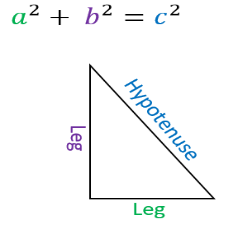 a² + b² = c²
Hypotenuse
Leg
Leg